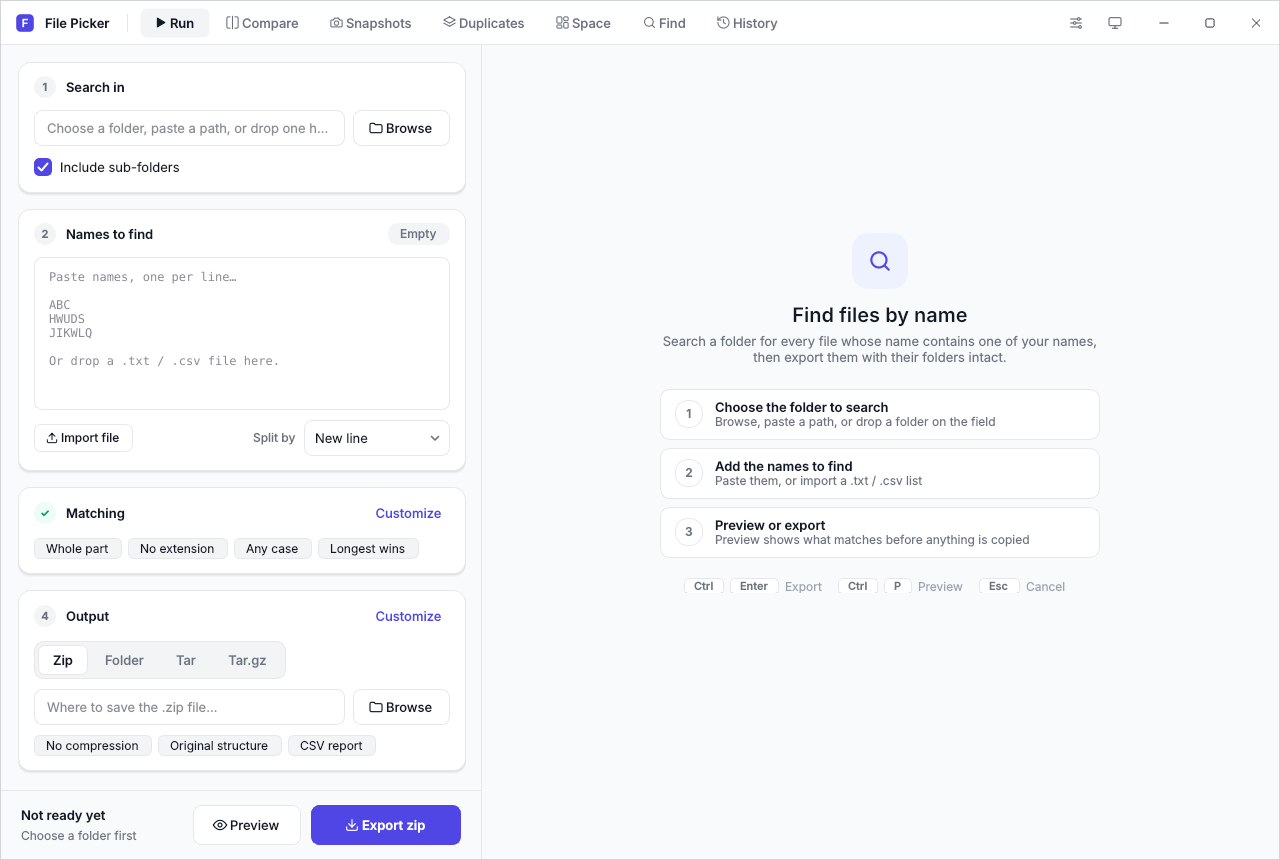 F File Picker Run Compare Snapshots Duplicates Space Find History
1 Search in
Choose a folder, paste a path, or drop one h...
Browse
Include sub-folders
2 Names to find
Empty
Paste names, one per line…
ABC
HWUDS
JIKWLQ
Or drop a .txt / .csv file here.
Import file
Split by
New line
Matching
Customize
Whole part No extension Any case Longest wins
4 Output
Customize
Zip Folder Tar Tar.gz
Where to save the .zip file...
Browse
No compression Original structure CSV report
Not ready yet
Choose a folder first
Preview
Export zip
Find files by name
Search a folder for every file whose name contains one of your names,
then export them with their folders intact.
1 Choose the folder to search
Browse, paste a path, or drop a folder on the field
2 Add the names to find
Paste them, or import a .txt / .csv list
3 Preview or export
Preview shows what matches before anything is copied
Ctrl Enter Export Ctrl P Preview Esc Cancel